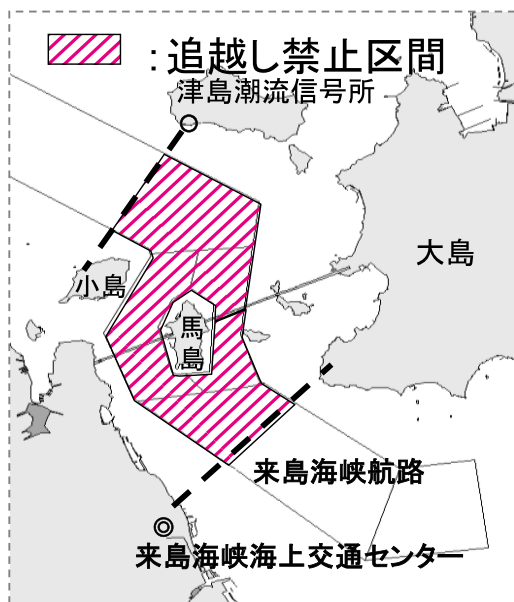 ：追越し禁止区間
津島潮流信号所
大島
小島
馬島
来島海峡航路
来島海峡海上交通センター